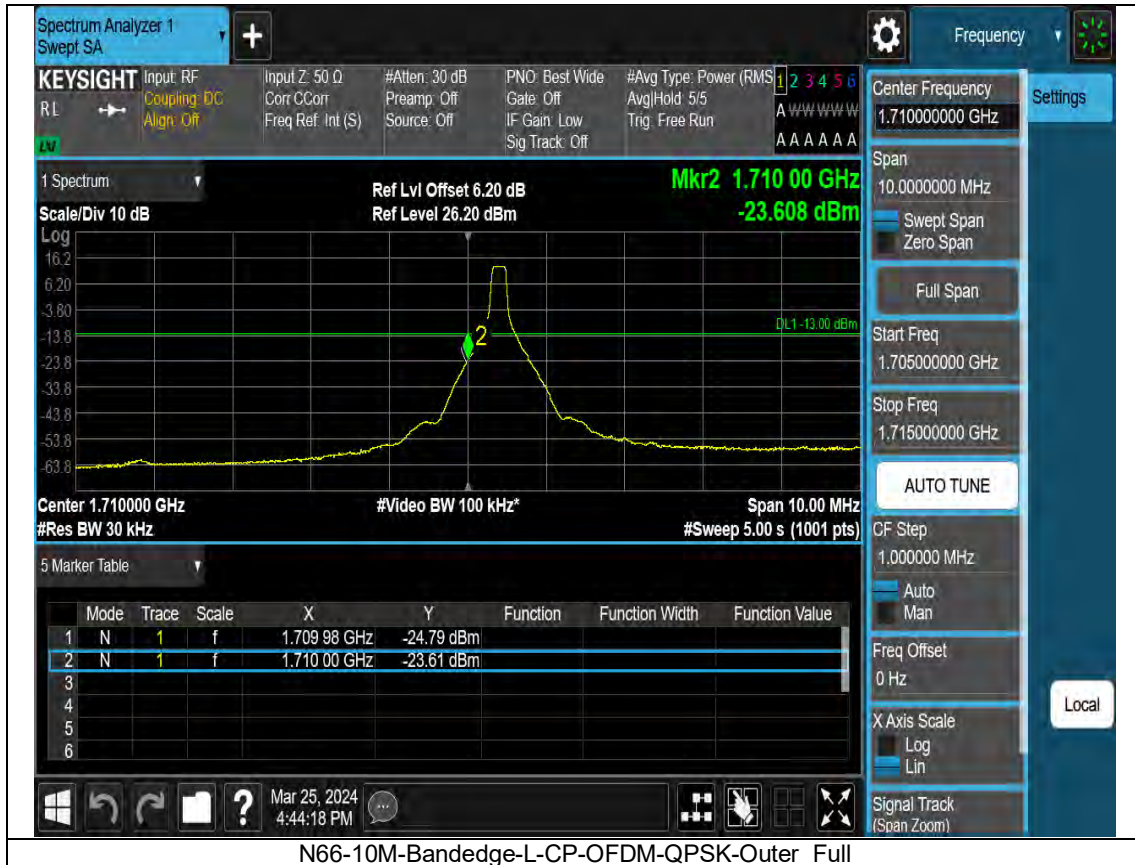 Spectrum Analyzer 1
Swept SA
+
Frequency
KEYSIGHT
RL
Input: RF
Coupling: DC
Align: Off
Input Z: 50 Ω
Corr CCorr
Freq Ref: Int (S)
#Atten: 30 dB
Preamp: Off
Source: Off
PNO: Best Wide
Gate: Off
IF Gain: Low
Sig Track: Off
#Avg Type: Power (RMS
Avg|Hold: 5/5
Trig: Free Run
1 2 3 4 5 6
A W W W W W
A A A A A A
Center Frequency
1.710000000 GHz
Settings
Span
10.0000000 MHz
Swept Span
Zero Span
Full Span
Start Freq
1.705000000 GHz
Stop Freq
1.715000000 GHz
AUTO TUNE
CF Step
1.000000 MHz
Auto
Man
Freq Offset
0 Hz
X Axis Scale
Log
Lin
Signal Track
(Span Zoom)
Local
1 Spectrum
Scale/Div 10 dB
Log
Ref Lvl Offset 6.20 dB
Ref Level 26.20 dBm
Mkr2 1.710 00 GHz
-23.608 dBm
16.2
6.20
-3.80
-13.8
-23.8
-33.8
-43.8
-53.8
-63.8
2
DL1 -13.00 dBm
Center 1.710000 GHz
#Video BW 100 kHz*
Span 10.00 MHz
#Res BW 30 kHz
#Sweep 5.00 s (1001 pts)
5 Marker Table
Mode Trace Scale X Y Function Function Width Function Value
1 N 1 f 1.709 98 GHz -24.79 dBm
2 N 1 f 1.710 00 GHz -23.61 dBm
3
4
5
6
?
Mar 25, 2024
4:44:18 PM
N66-10M-Bandedge-L-CP-OFDM-QPSK-Outer_Full